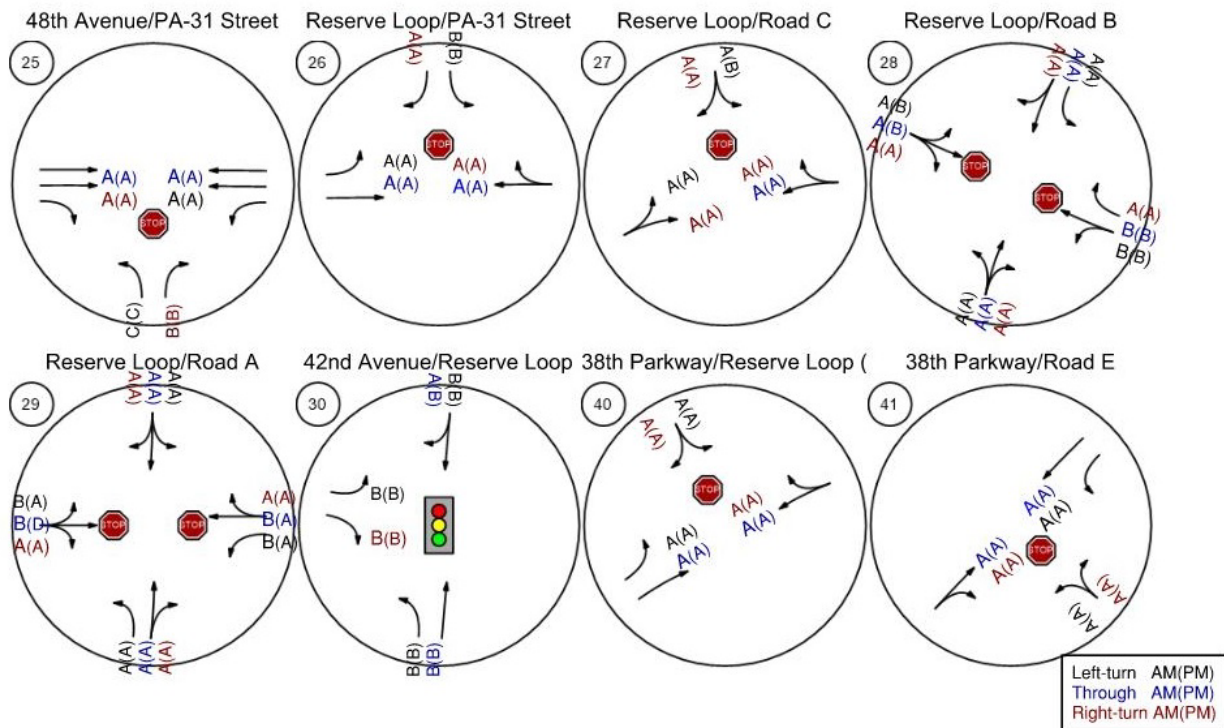 48th Avenue/PA-31 Street
Reserve Loop/PA-31 Street
Reserve Loop/Road C
Reserve Loop/Road B
25
A(A) A(A)
A(A) A(A)
STOP
C(C) B(B)
26
A(A) B(B)
STOP
A(A) A(A)
A(A) A(A)
27
A(A) A(B)
STOP
A(A) A(A)
A(A) A(A)
28
A(A) A(A) A(A)
A(B)
A(B)
A(A)
STOP
STOP
A(A)
B(B)
B(B)
A(A) A(A) A(A)
Reserve Loop/Road A
42nd Avenue/Reserve Loop
38th Parkway/Reserve Loop (
38th Parkway/Road E
29
A(A) A(A) A(A)
B(A)
B(D)
A(A)
STOP
STOP
A(A)
B(A)
B(A)
A(A) A(A) A(A)
30
A(B) B(B)
B(B)
B(B)
B(B) B(B)
40
A(A) A(A)
STOP
A(A) A(A)
A(A) A(A)
41
A(A)
A(A)
A(A)
A(A)
STOP
A(A)
A(A)
Left-turn AM(PM)
Through AM(PM)
Right-turn AM(PM)